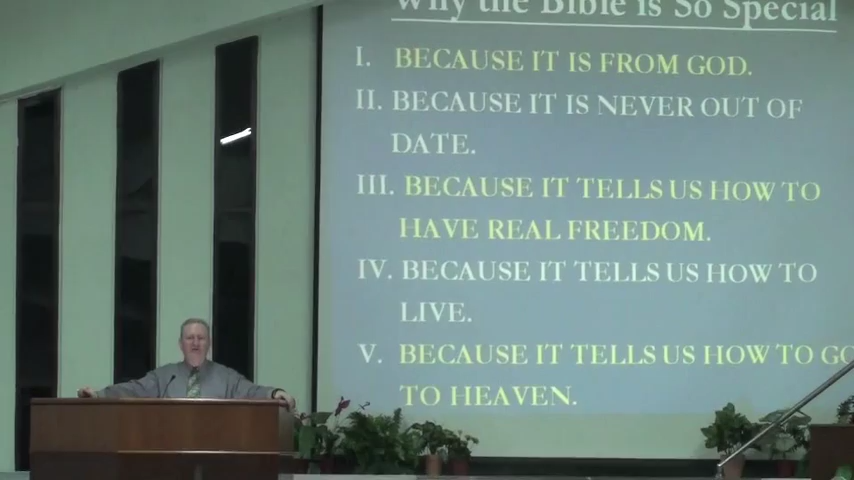 Why the Bible is So Special
I. BECAUSE IT IS FROM GOD.
II. BECAUSE IT IS NEVER OUT OF
DATE.
III. BECAUSE IT TELLS US HOW TO
HAVE REAL FREEDOM.
IV. BECAUSE IT TELLS US HOW TO
LIVE.
V. BECAUSE IT TELLS US HOW TO GO
TO HEAVEN.